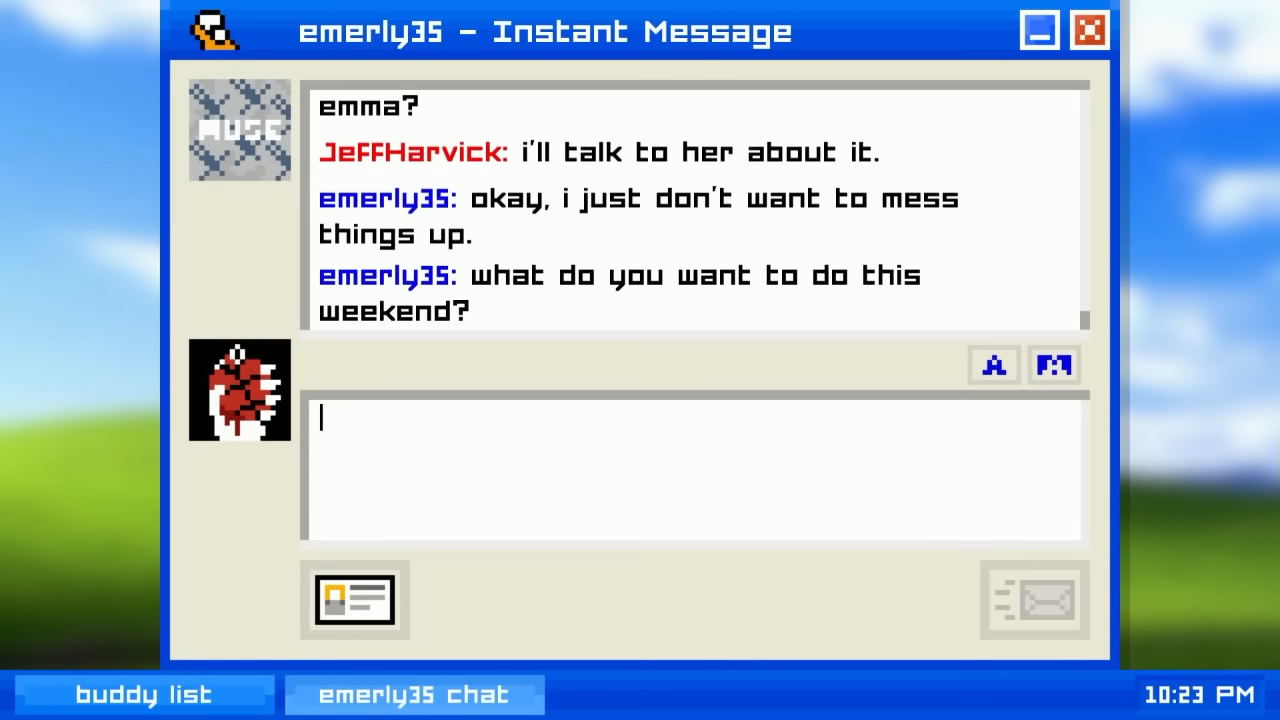 emerly35 - Instant Message
MUSE
emma?
JeffHarvick: i'll talk to her about it.
emerly35: okay, i just don't want to mess
things up.
emerly35: what do you want to do this
weekend?
A
buddy list
emerly35 chat
10:23 PM